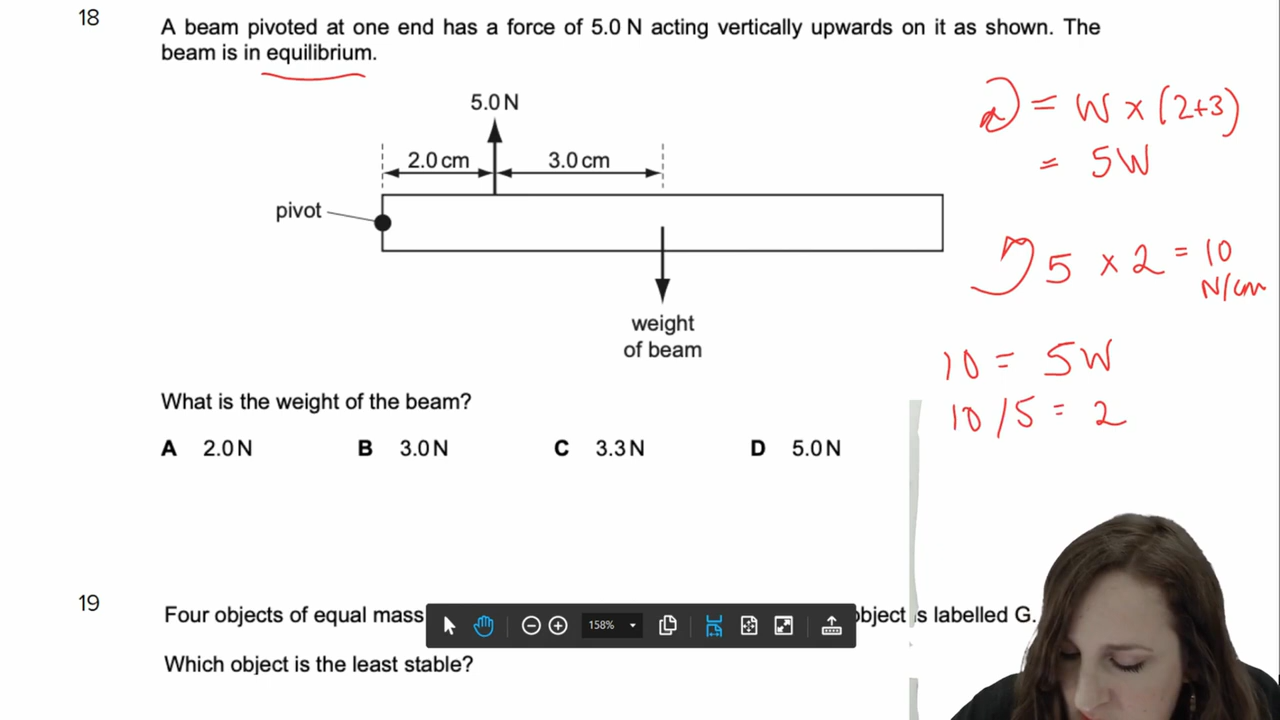 18
A beam pivoted at one end has a force of 5.0 N acting vertically upwards on it as shown. The
beam is in equilibrium.
5.0 N
2.0 cm
3.0 cm
pivot
weight
of beam
What is the weight of the beam?
A 2.0 N B 3.0 N C 3.3 N D 5.0 N
= W × (2+3)
= 5W
5 × 2 = 10
N/cm
10 = 5W
10 / 5 = 2
19
Four objects of equal mass
object is labelled G.
158%
Which object is the least stable?